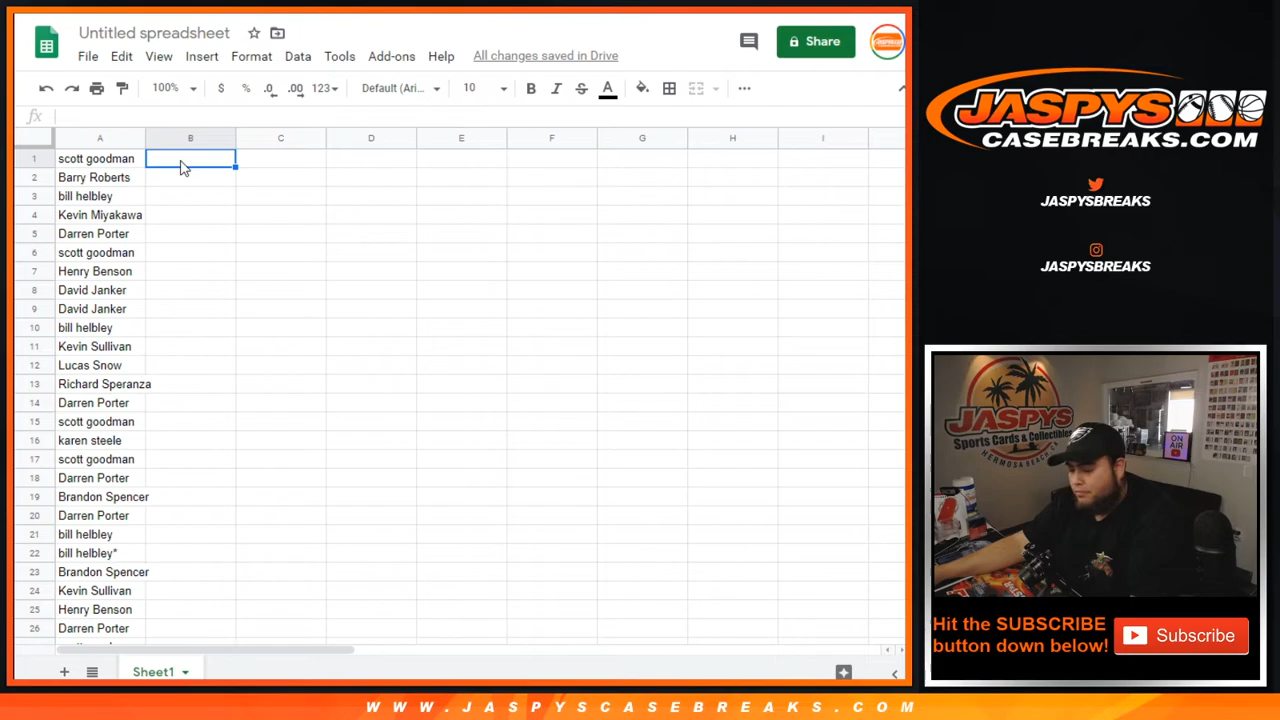 Untitled spreadsheet
File Edit View Insert Format Data Tools Add-ons Help All changes saved in Drive
Share
100% $ % .0 .00 123 Default (Ari... 10 B I S A
fx
A B C D E F G H I
1 scott goodman
2 Barry Roberts
3 bill helbley
4 Kevin Miyakawa
5 Darren Porter
6 scott goodman
7 Henry Benson
8 David Janker
9 David Janker
10 bill helbley
11 Kevin Sullivan
12 Lucas Snow
13 Richard Speranza
14 Darren Porter
15 scott goodman
16 karen steele
17 scott goodman
18 Darren Porter
19 Brandon Spencer
20 Darren Porter
21 bill helbley
22 bill helbley*
23 Brandon Spencer
24 Kevin Sullivan
25 Henry Benson
26 Darren Porter
Sheet1
JASPYS
CASEBREAKS.COM
JASPYSBREAKS
JASPYSBREAKS
JASPYS
Sports Cards & Collectibles
HERMOSA BEACH, CA
ON
AIR
Hit the SUBSCRIBE
button down below!
Subscribe
WWW.JASPYSCASEBREAKS.COM